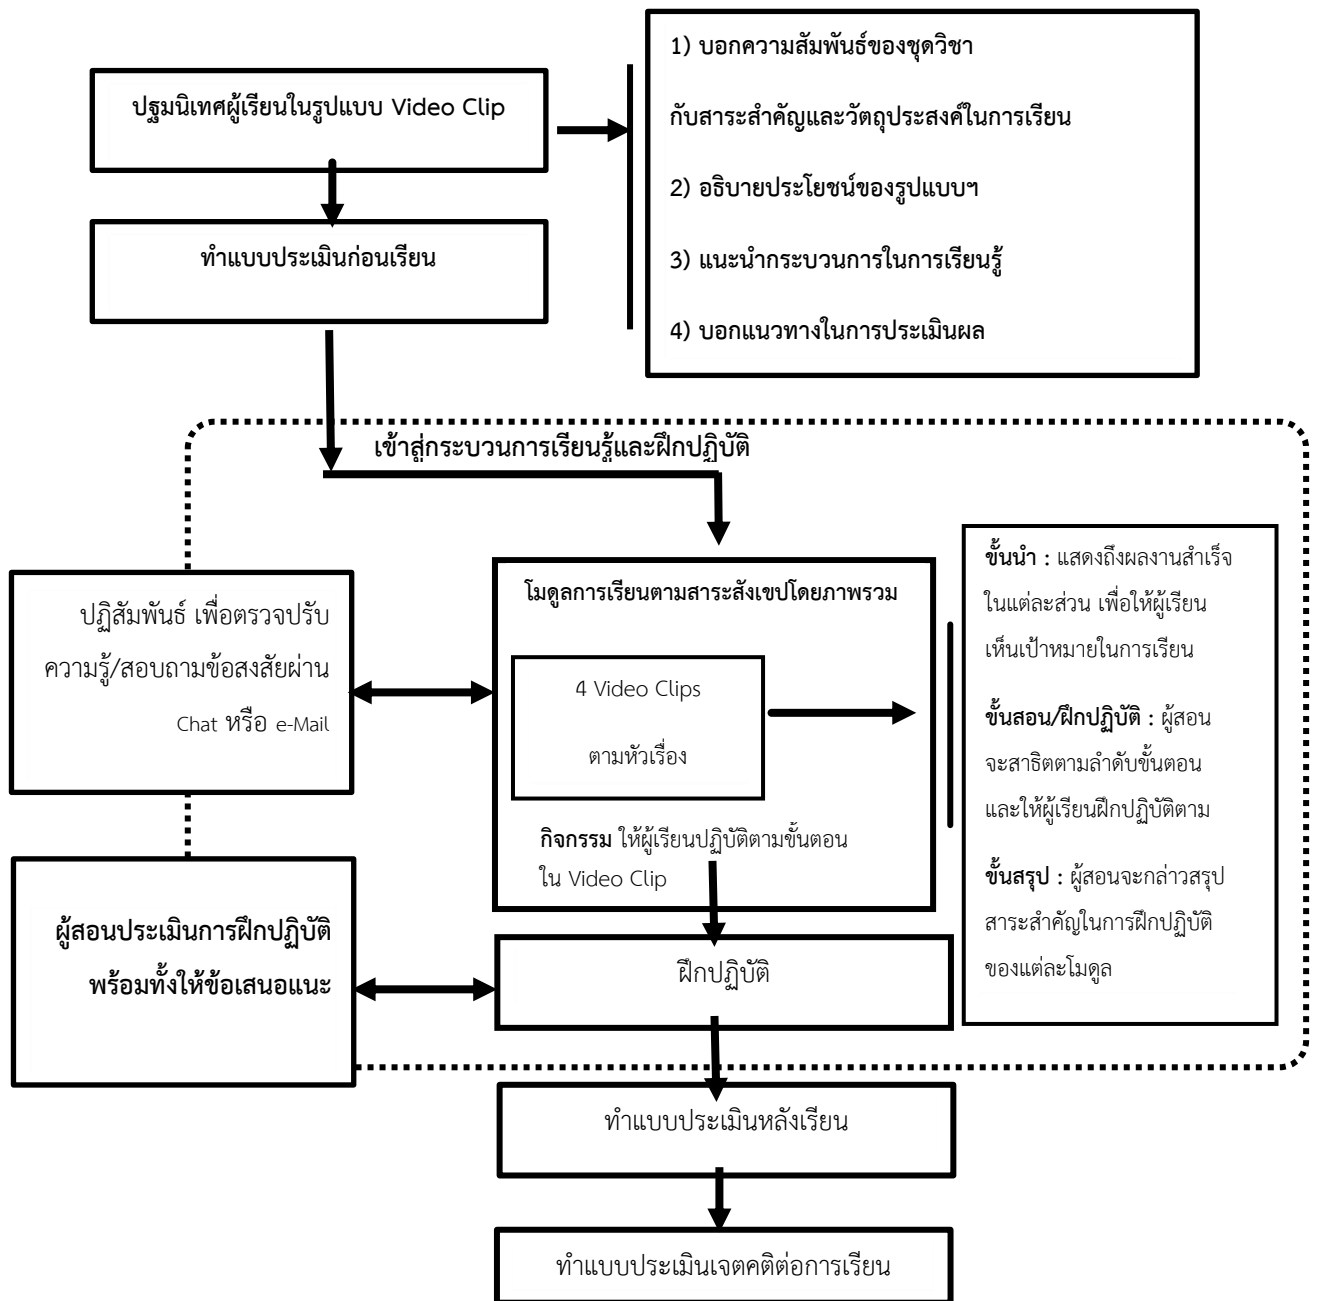 1) บอกความสัมพันธ์ของชุดวิชา
กับสาระสำคัญและวัตถุประสงค์ในการเรียน
2) อธิบายประโยชน์ของรูปแบบฯ
3) แนะนำกระบวนการในการเรียนรู้
4) บอกแนวทางในการประเมินผล
ปฐมนิเทศผู้เรียนในรูปแบบ Video Clip
ทำแบบประเมินก่อนเรียน
เข้าสู่กระบวนการเรียนรู้และฝึกปฏิบัติ
ปฏิสัมพันธ์ เพื่อตรวจปรับ
ความรู้/สอบถามข้อสงสัยผ่าน
Chat หรือ e-Mail
โมดูลการเรียนตามสาระสังเขปโดยภาพรวม
4 Video Clips
ตามหัวเรื่อง
กิจกรรม ให้ผู้เรียนปฏิบัติตามขั้นตอน
ใน Video Clip
ขั้นนำ : แสดงถึงผลงานสำเร็จ
ในแต่ละส่วน เพื่อให้ผู้เรียน
เห็นเป้าหมายในการเรียน
ขั้นสอน/ฝึกปฏิบัติ : ผู้สอน
จะสาธิตตามลำดับขั้นตอน
และให้ผู้เรียนฝึกปฏิบัติตาม
ขั้นสรุป : ผู้สอนจะกล่าวสรุป
สาระสำคัญในการฝึกปฏิบัติ
ของแต่ละโมดูล
ผู้สอนประเมินการฝึกปฏิบัติ
พร้อมทั้งให้ข้อเสนอแนะ
ฝึกปฏิบัติ
ทำแบบประเมินหลังเรียน
ทำแบบประเมินเจตคติต่อการเรียน